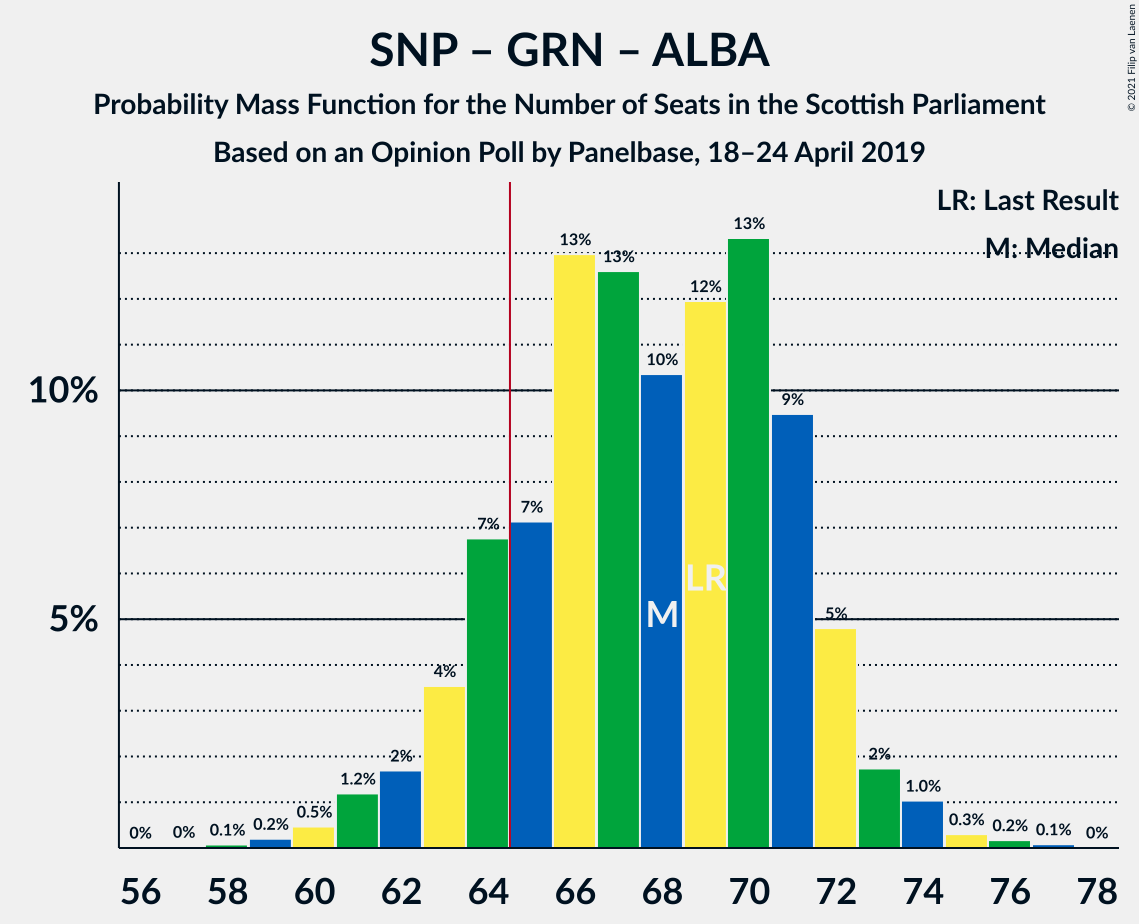 SNP – GRN – ALBA
Probability Mass Function for the Number of Seats in the Scottish Parliament
Based on an Opinion Poll by Panelbase, 18–24 April 2019
© 2021 Filip van Laenen
LR: Last Result
M: Median
10%
5%
0%
0%
0.1%
0.2%
0.5%
1.2%
2%
4%
7%
7%
13%
13%
10%
12%
13%
9%
5%
2%
1.0%
0.3%
0.2%
0.1%
0%
M
LR
56 58 60 62 64 66 68 70 72 74 76 78